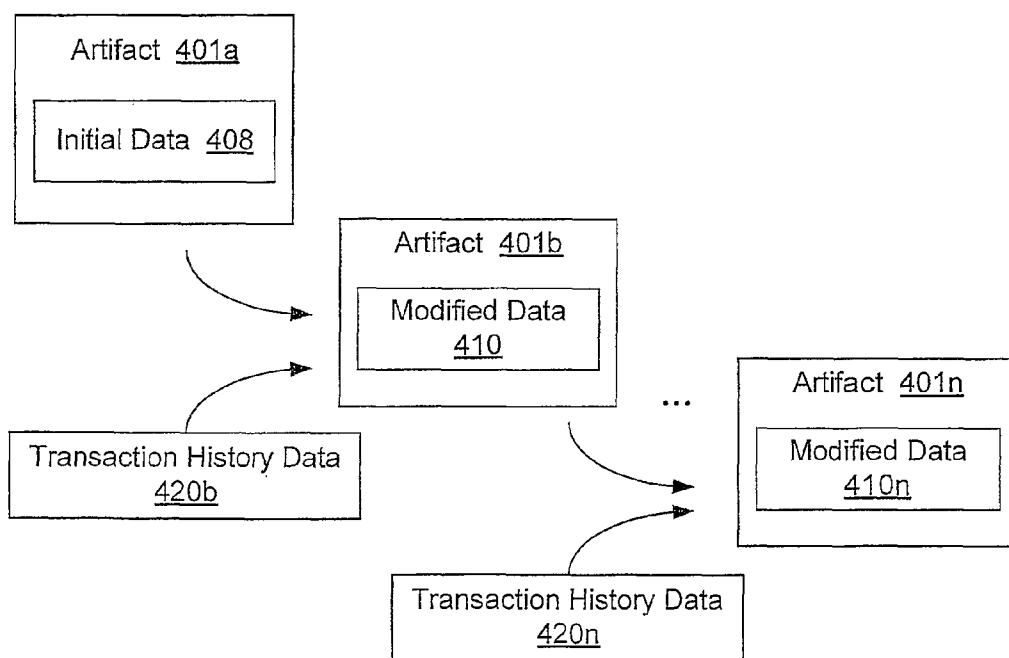 Artifact 401a
Initial Data 408
Artifact 401b
Modified Data
410
...
Artifact 401n
Modified Data
410n
Transaction History Data
420b
Transaction History Data
420n